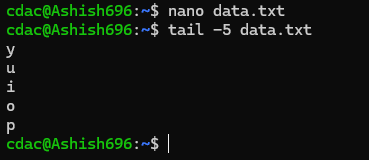 cdac@Ashish696:~$ nano data.txt
cdac@Ashish696:~$ tail -5 data.txt
y
u
i
o
p
cdac@Ashish696:~$